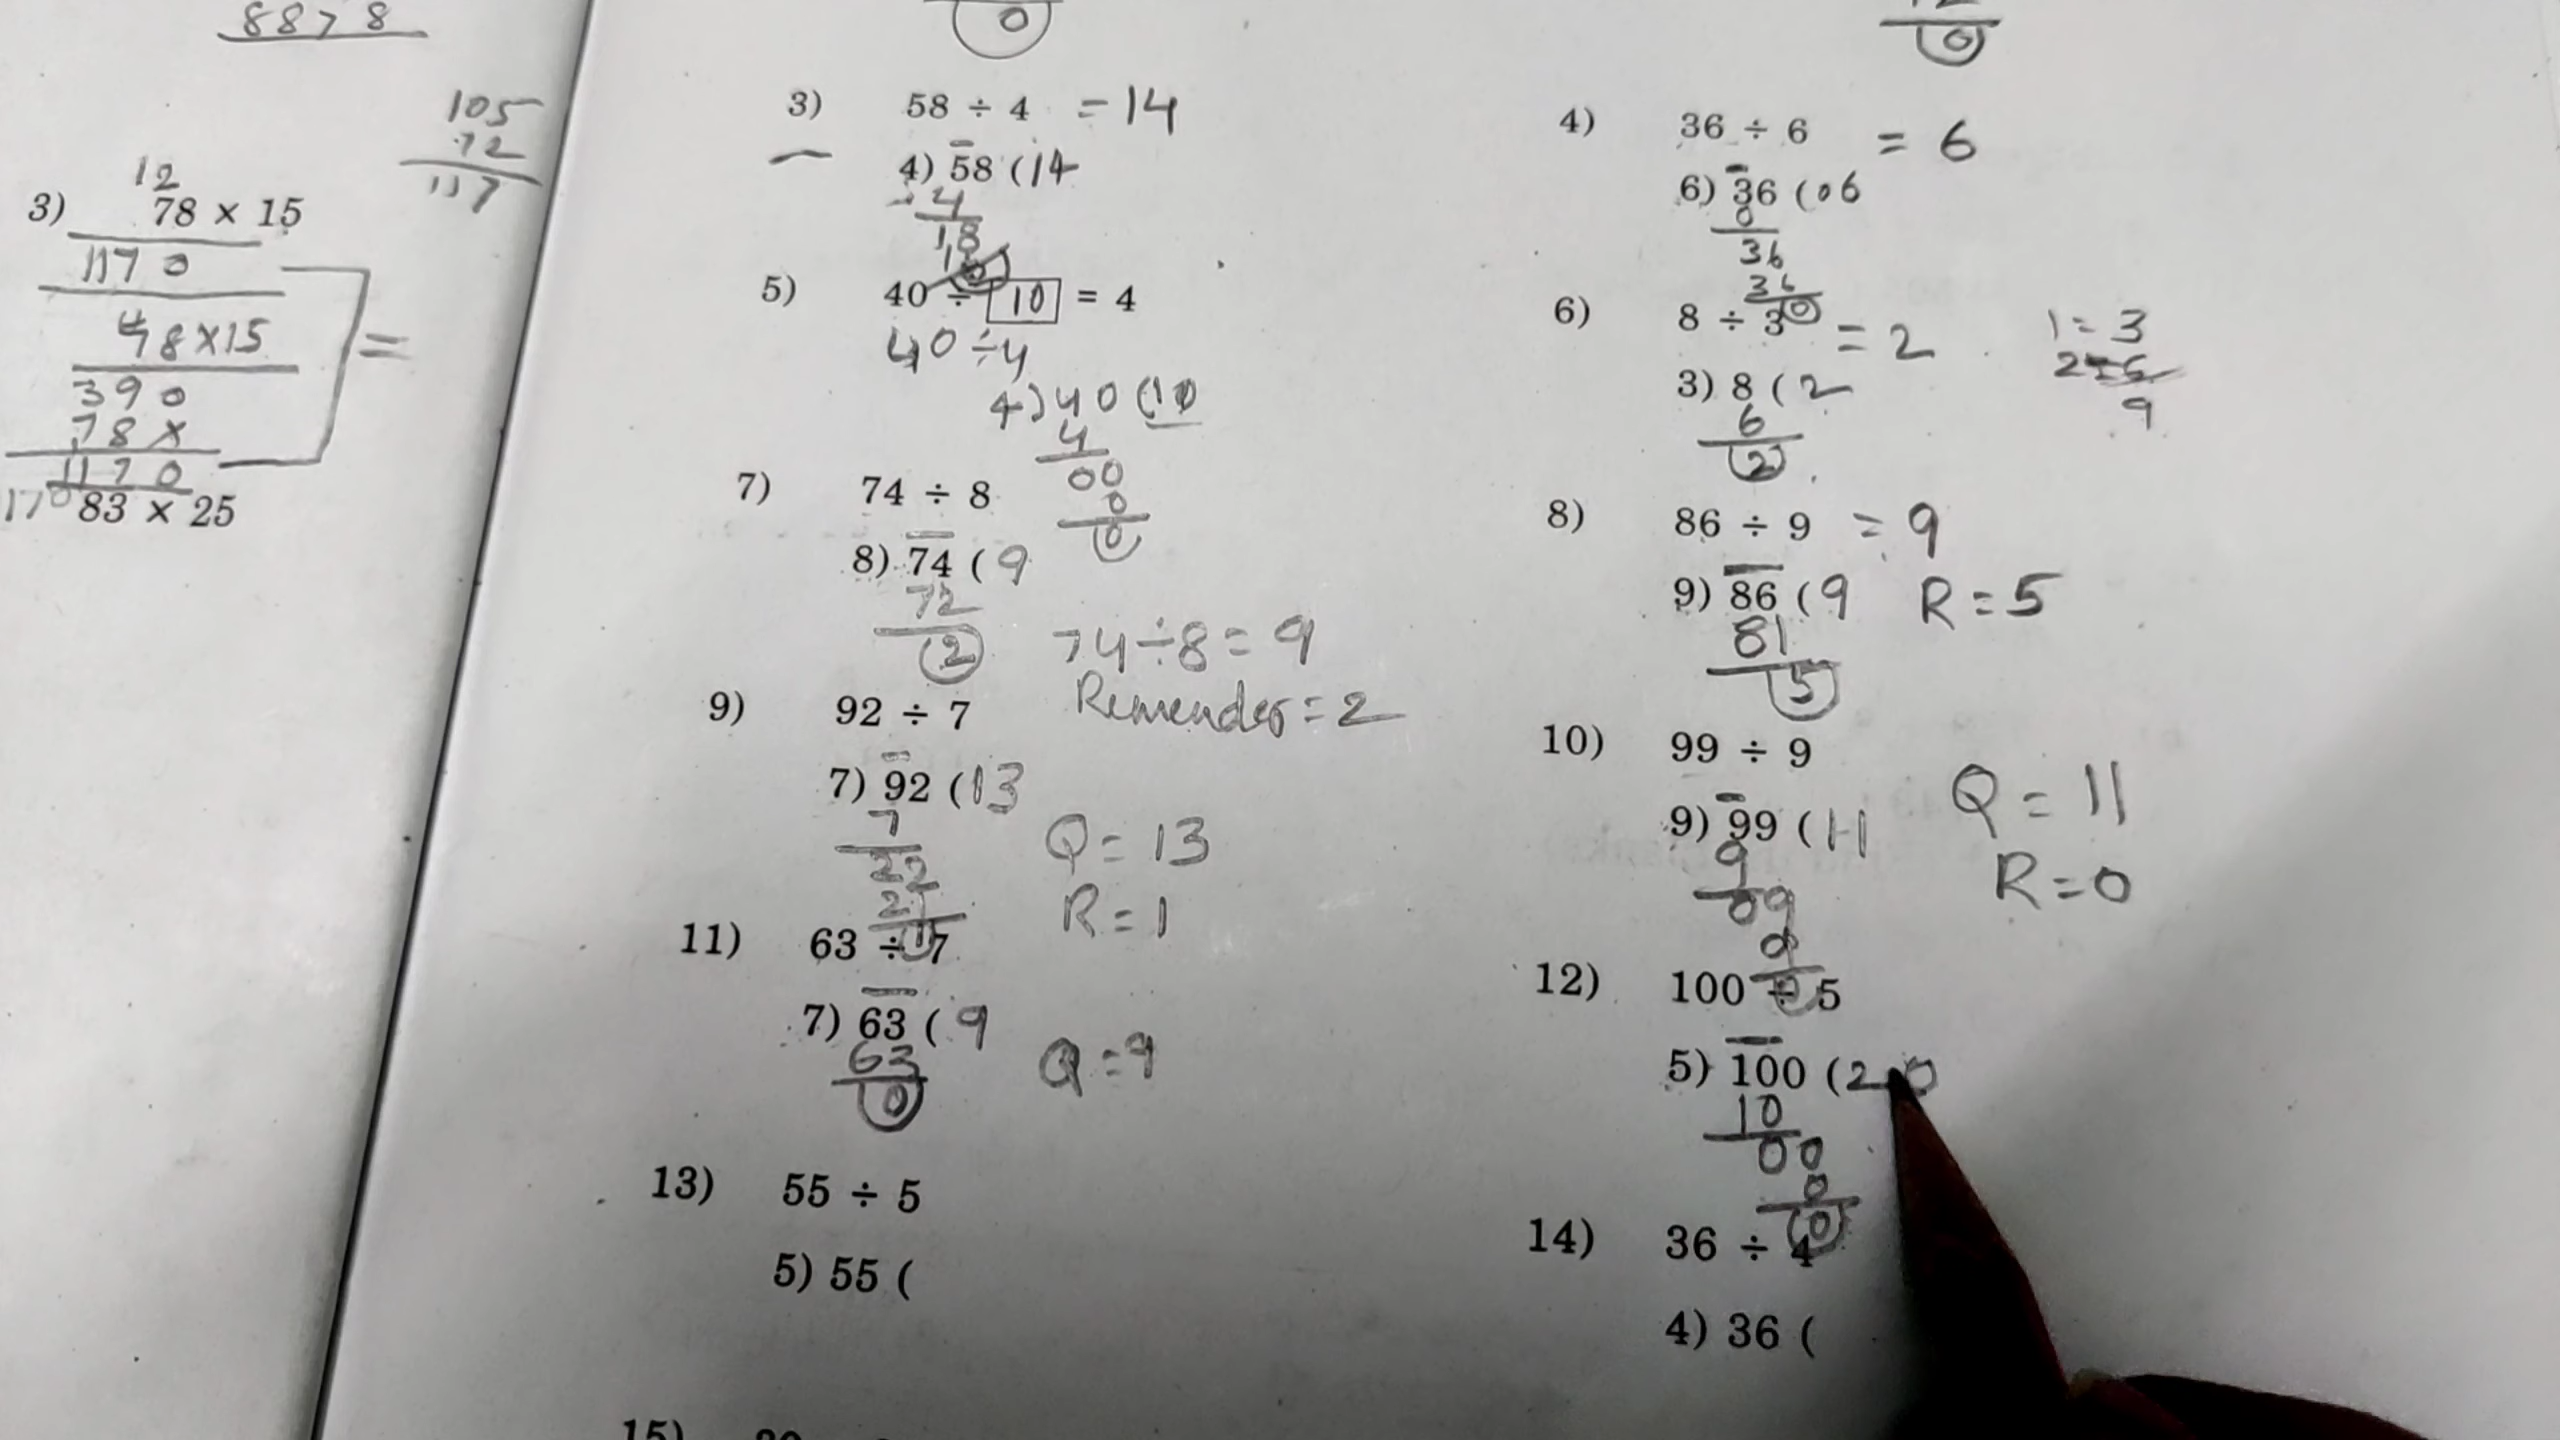 8878
105
72
117
12
3) 78 × 15
1170
78×15
390
78×
1170
83 × 25
0
3) 58 ÷ 4 = 14
4) 58 (14
4
18
5) 40 ÷ 10 = 4
40÷4
4)40(10
4
00
0
0
7) 74 ÷ 8
8) 74 ( 9
72
2
74÷8= 9
Remender=2
9) 92 ÷ 7
7) 92 (13
7
22
21
1
Q= 13
R=1
11) 63 ÷ 7
7) 63 ( 9
63
0
Q=9
13) 55 ÷ 5
5) 55 (
15)
0
4) 36 ÷ 6 = 6
6) 36 (06
0
36
36
0
6) 8 ÷ 3 = 2
3) 8 ( 2
6
2
1=3
2=6
9
8) 86 ÷ 9 = 9
9) 86 ( 9 R=5
81
5
10) 99 ÷ 9
9) 99 (11
9
09
9
0
Q = 11
R=0
12) 100 ÷ 5
5) 100 (20
10
00
0
0
14) 36 ÷ 4
4) 36 (